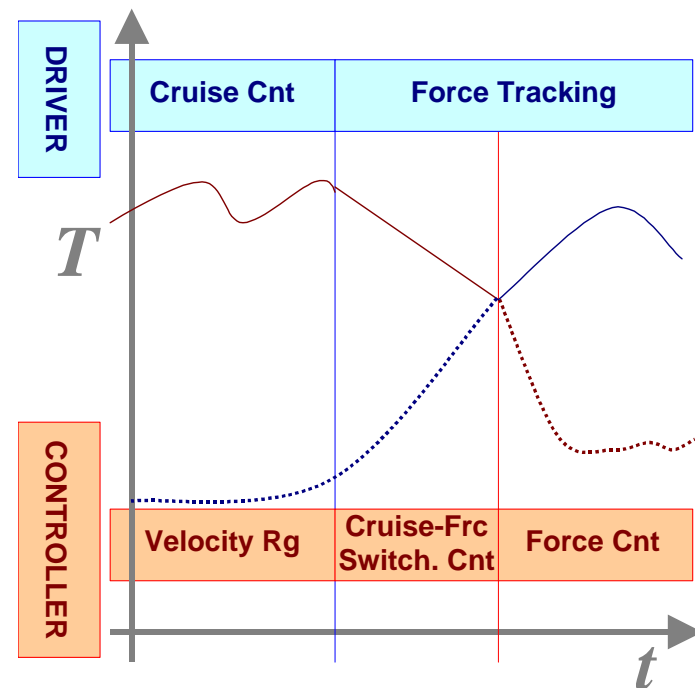 DRIVER
Cruise Cnt
Force Tracking
T
CONTROLLER
Velocity Rg
Cruise-Frc
Switch. Cnt
Force Cnt
t